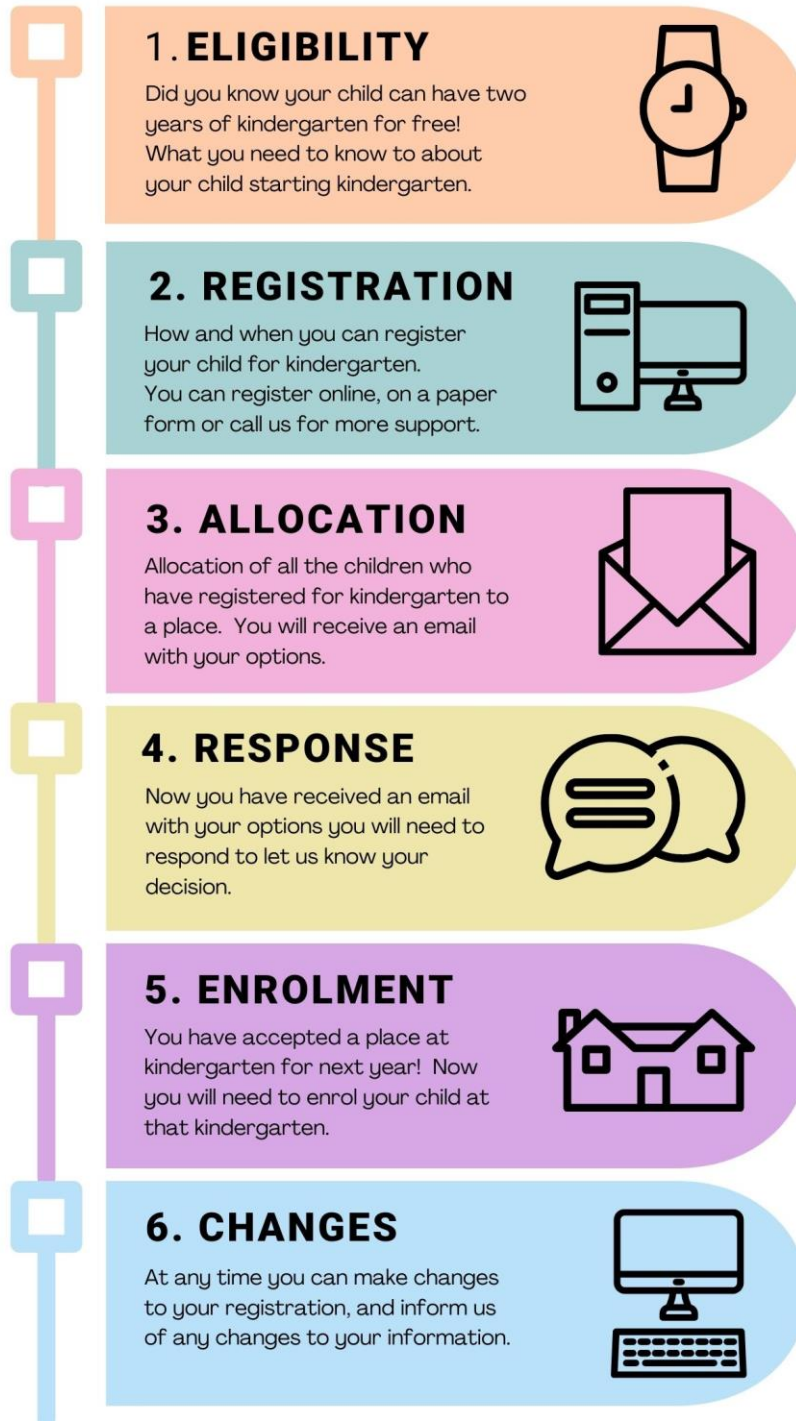 1. ELIGIBILITY
Did you know your child can have two
years of kindergarten for free!
What you need to know to about
your child starting kindergarten.
2. REGISTRATION
How and when you can register
your child for kindergarten.
You can register online, on a paper
form or call us for more support.
3. ALLOCATION
Allocation of all the children who
have registered for kindergarten to
a place. You will receive an email
with your options.
4. RESPONSE
Now you have received an email
with your options you will need to
respond to let us know your
decision.
5. ENROLMENT
You have accepted a place at
kindergarten for next year! Now
you will need to enrol your child at
that kindergarten.
6. CHANGES
At any time you can make changes
to your registration, and inform us
of any changes to your information.